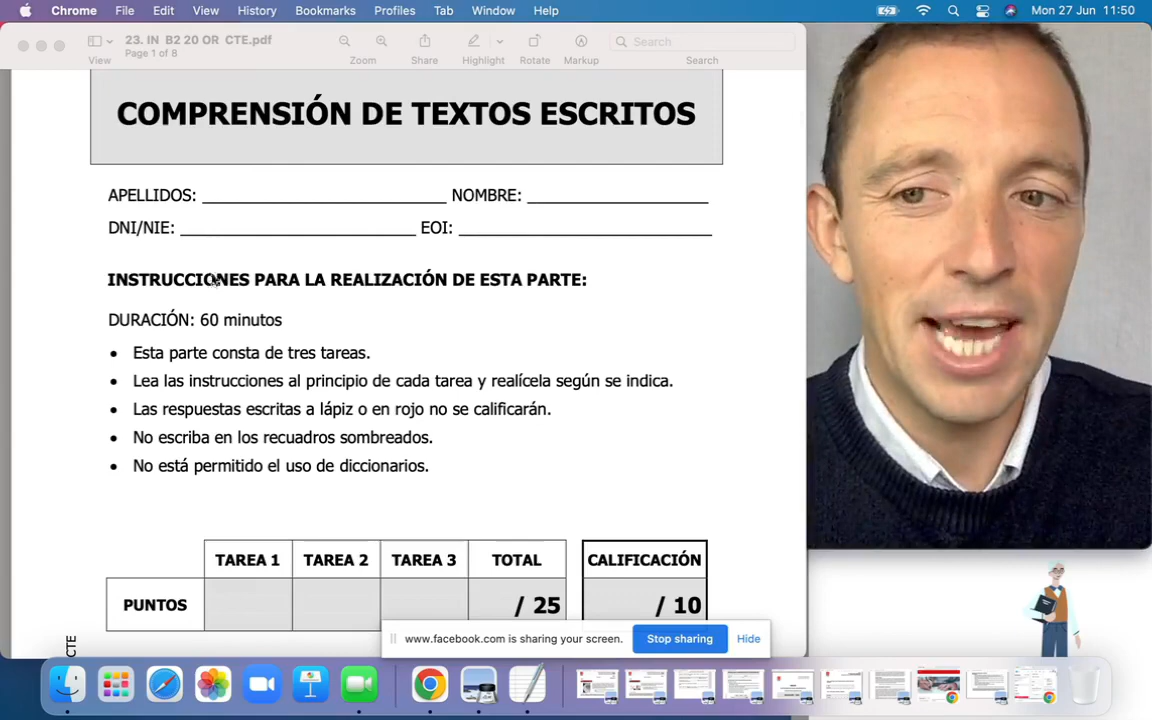 Chrome File Edit View History Bookmarks Profiles Tab Window Help Mon 27 Jun 11:50
23. IN B2 20 OR CTE.pdf
Page 1 of 8
Search
View Zoom Share Highlight Rotate Markup Search
COMPRENSIÓN DE TEXTOS ESCRITOS
APELLIDOS: NOMBRE:
DNI/NIE: EOI:
INSTRUCCIONES PARA LA REALIZACIÓN DE ESTA PARTE:
DURACIÓN: 60 minutos
• Esta parte consta de tres tareas.
• Lea las instrucciones al principio de cada tarea y realícela según se indica.
• Las respuestas escritas a lápiz o en rojo no se calificarán.
• No escriba en los recuadros sombreados.
• No está permitido el uso de diccionarios.
TAREA 1 TAREA 2 TAREA 3 TOTAL CALIFICACIÓN
PUNTOS / 25 / 10
CTE
www.facebook.com is sharing your screen. Stop sharing Hide